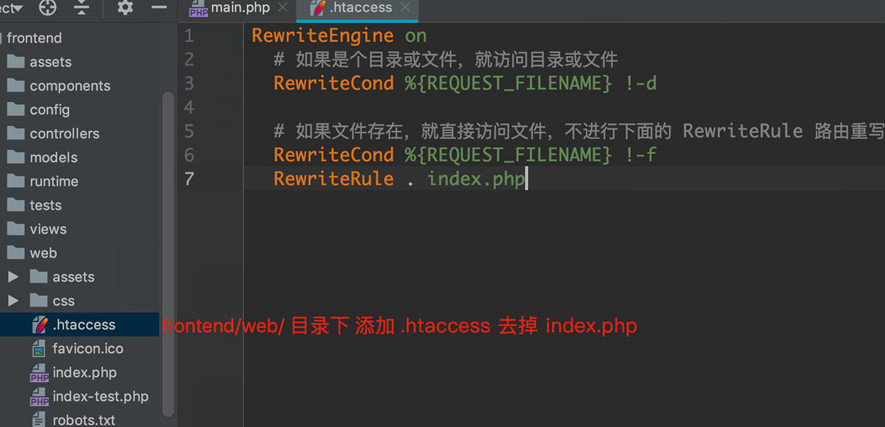 ect
main.php
.htaccess
frontend
assets
components
config
controllers
models
runtime
tests
views
web
assets
css
.htaccess
favicon.ico
index.php
index-test.php
robots.txt
1 RewriteEngine on
2 # 如果是个目录或文件，就访问目录或文件
3 RewriteCond %{REQUEST_FILENAME} !-d
4
5 # 如果文件存在，就直接访问文件，不进行下面的 RewriteRule 路由重写
6 RewriteCond %{REQUEST_FILENAME} !-f
7 RewriteRule . index.php
frontend/web/ 目录下 添加 .htaccess 去掉 index.php